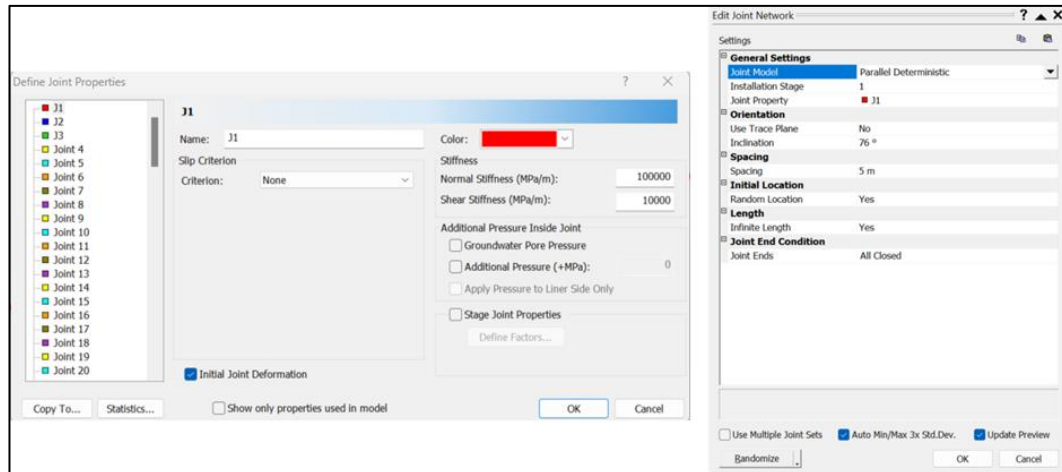 Define Joint Properties
?
J1
J2
J3
Joint 4
Joint 5
Joint 6
Joint 7
Joint 8
Joint 9
Joint 10
Joint 11
Joint 12
Joint 13
Joint 14
Joint 15
Joint 16
Joint 17
Joint 18
Joint 19
Joint 20
Copy To...
Statistics...
J1
Name: J1
Color:
Slip Criterion
Criterion: None
Stiffness
Normal Stiffness (MPa/m): 100000
Shear Stiffness (MPa/m): 10000
Additional Pressure Inside Joint
Groundwater Pore Pressure
Additional Pressure (+MPa): 0
Apply Pressure to Liner Side Only
Stage Joint Properties
Define Factors...
Initial Joint Deformation
Show only properties used in model
OK
Cancel
Edit Joint Network
?
Settings
General Settings
Joint Model Parallel Deterministic
Installation Stage 1
Joint Property J1
Orientation
Use Trace Plane No
Inclination 76 °
Spacing
Spacing 5 m
Initial Location
Random Location Yes
Length
Infinite Length Yes
Joint End Condition
Joint Ends All Closed
Use Multiple Joint Sets
Auto Min/Max 3x Std.Dev.
Update Preview
Randomize
OK
Cancel